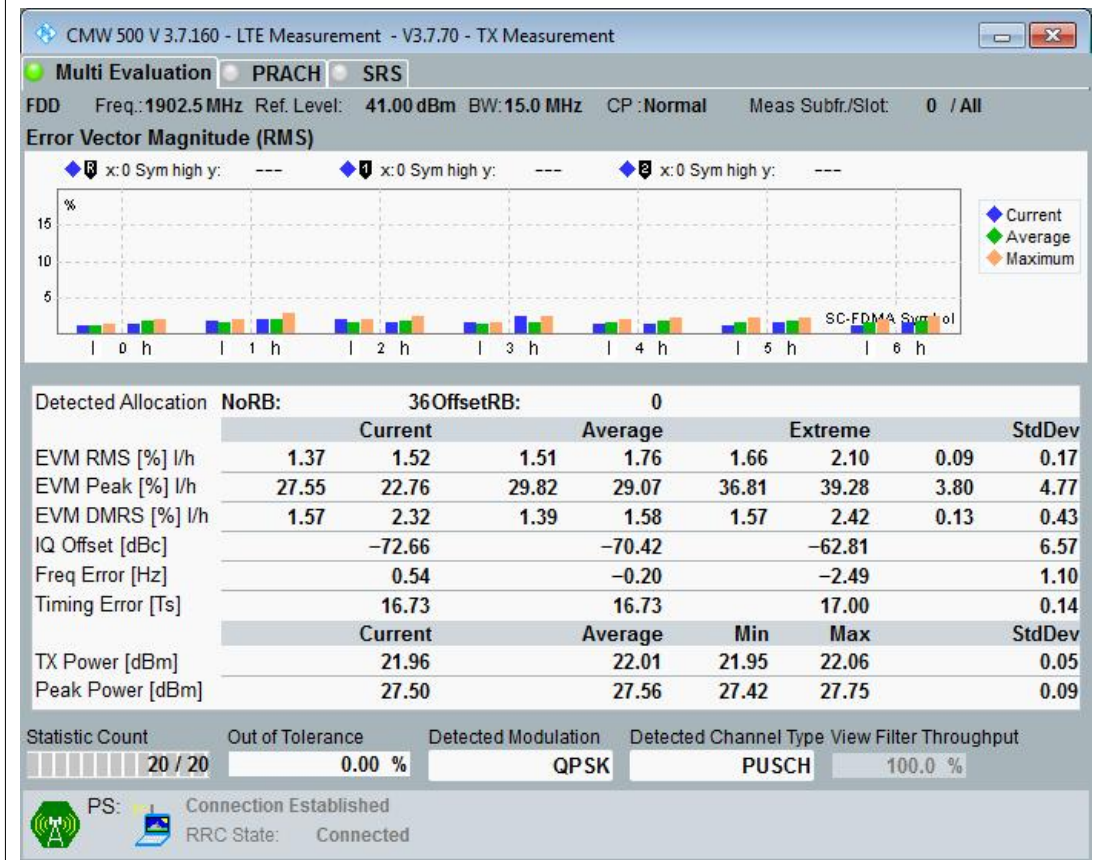 CMW 500 V 3.7.160 - LTE Measurement - V3.7.70 - TX Measurement
Multi Evaluation PRACH SRS
FDD Freq.: 1902.5 MHz Ref. Level: 41.00 dBm BW: 15.0 MHz CP : Normal Meas Subfr./Slot: 0 / All
Error Vector Magnitude (RMS)
R x: 0 Sym high y: --- 1 x: 0 Sym high y: --- 2 x: 0 Sym high y: ---
%
15
10
5
Current
Average
Maximum
SC-FDMA Symbol
l 0 h l 1 h l 2 h l 3 h l 4 h l 5 h l 6 h
Detected Allocation NoRB: 36 OffsetRB: 0
Current Average Extreme StdDev
EVM RMS [%] l/h 1.37 1.52 1.51 1.76 1.66 2.10 0.09 0.17
EVM Peak [%] l/h 27.55 22.76 29.82 29.07 36.81 39.28 3.80 4.77
EVM DMRS [%] l/h 1.57 2.32 1.39 1.58 1.57 2.42 0.13 0.43
IQ Offset [dBc] −72.66 −70.42 −62.81 6.57
Freq Error [Hz] 0.54 −0.20 −2.49 1.10
Timing Error [Ts] 16.73 16.73 17.00 0.14
Current Average Min Max StdDev
TX Power [dBm] 21.96 22.01 21.95 22.06 0.05
Peak Power [dBm] 27.50 27.56 27.42 27.75 0.09
Statistic Count Out of Tolerance Detected Modulation Detected Channel Type View Filter Throughput
20 / 20 0.00 % QPSK PUSCH 100.0 %
PS: Connection Established
RRC State: Connected